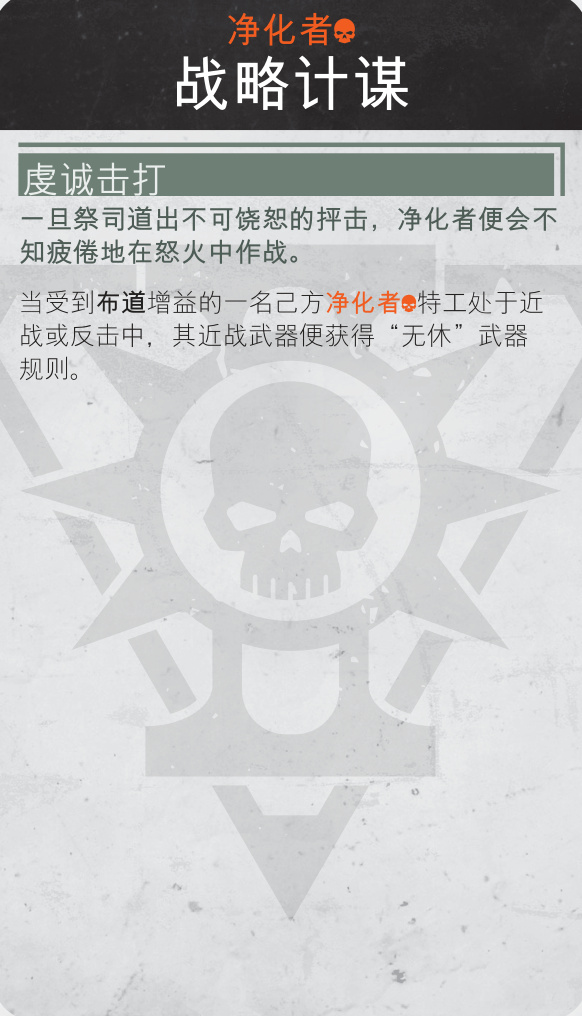 净化者
战略计谋
虔诚击打
一旦祭司道出不可饶恕的抨击，净化者便会不
知疲倦地在怒火中作战。
当受到布道增益的一名己方净化者特工处于近
战或反击中，其近战武器便获得“无休”武器
规则。